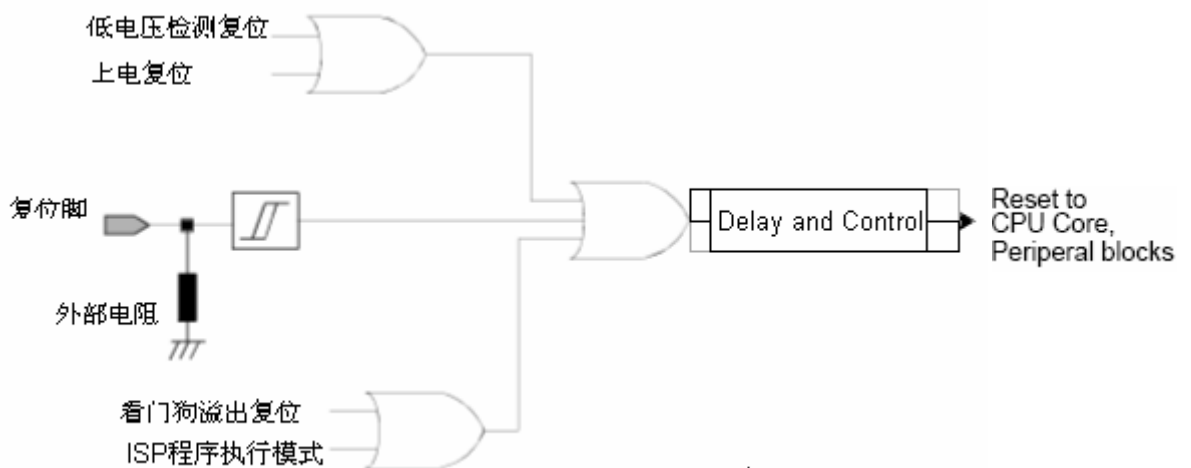 低电压检测复位
上电复位
复位脚
外部电阻
Delay and Control
Reset to
CPU Core,
Periperal blocks
看门狗溢出复位
ISP程序执行模式